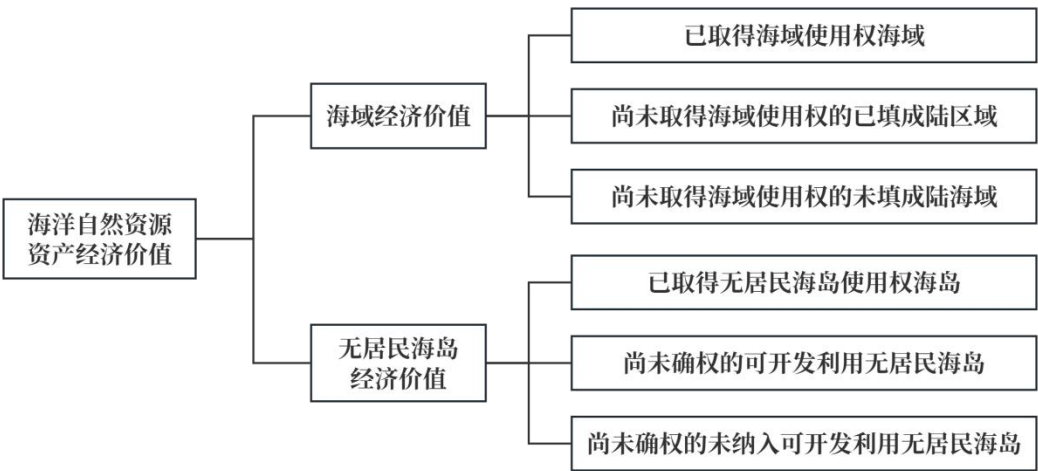 海洋自然资源
资产经济价值
海域经济价值
已取得海域使用权海域
尚未取得海域使用权的已填成陆区域
尚未取得海域使用权的未填成陆海域
无居民海岛
经济价值
已取得无居民海岛使用权海岛
尚未确权的可开发利用无居民海岛
尚未确权的未纳入可开发利用无居民海岛